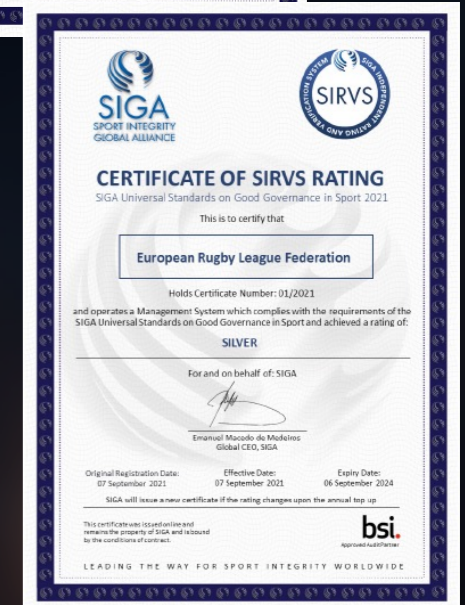 SIGA
SPORT INTEGRITY
GLOBAL ALLIANCE
SIRVS
SIGA INDEPENDENT RATING AND VERIFICATION SYSTEM
CERTIFICATE OF SIRVS RATING
SIGA Universal Standards on Good Governance in Sport 2021
This is to certify that
European Rugby League Federation
Holds Certificate Number: 01/2021
and operates a Management System which complies with the requirements of the
SIGA Universal Standards on Good Governance in Sport and achieved a rating of:
SILVER
For and on behalf of: SIGA
Emanuel Macedo de Medeiros
Global CEO, SIGA
Original Registration Date:
07 September 2021
Effective Date:
07 September 2021
Expiry Date:
06 September 2024
SIGA will issue a new certificate if the rating changes upon the annual top up
This certificate was issued online and
remains the property of SIGA and is bound
by the conditions of contract.
bsi.
Approved Audit Partner
LEADING THE WAY FOR SPORT INTEGRITY WORLDWIDE